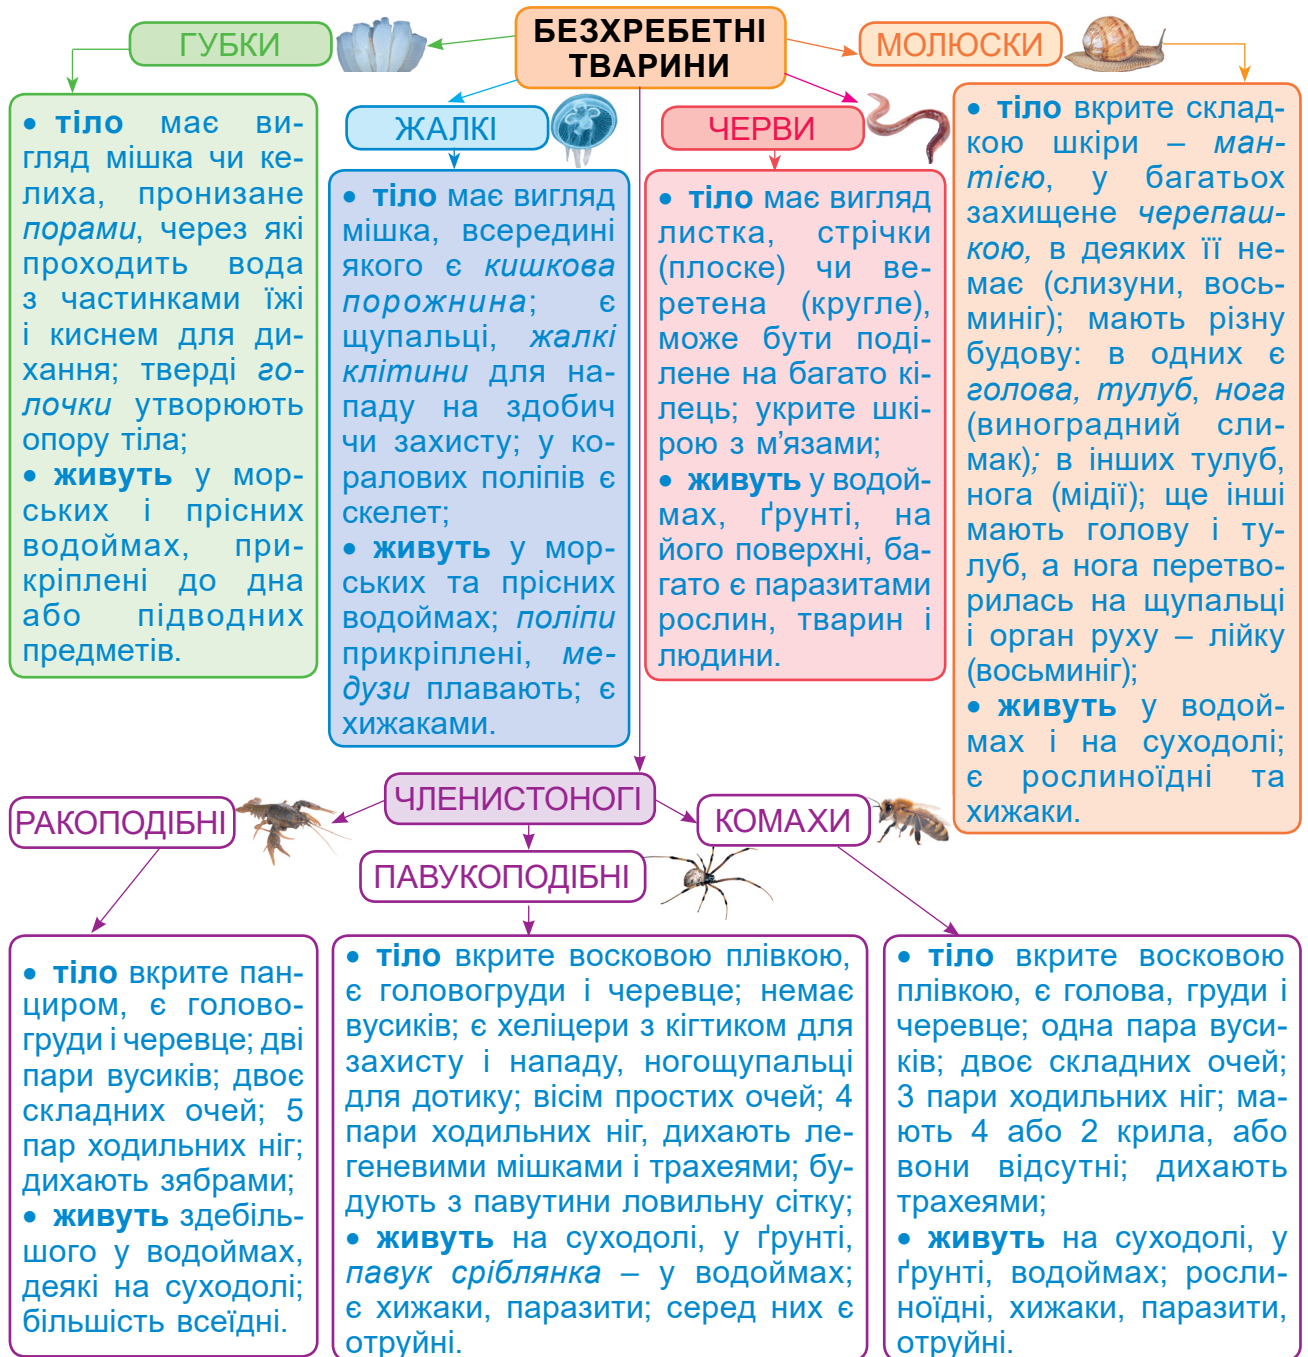 БЕЗХРЕБЕТНІ
ТВАРИНИ
ГУБКИ
• тіло має ви-
гляд мішка чи ке-
лиха, пронизане
порами, через які
проходить вода
з частинками їжі
і киснем для ди-
хання; тверді го-
лочки утворюють
опору тіла;
• живуть у мор-
ських і прісних
водоймах, при-
кріплені до дна
або підводних
предметів.
ЖАЛКІ
• тіло має вигляд
мішка, всередині
якого є кишкова
порожнина; є
щупальці, жалкі
клітини для на-
паду на здобич
чи захисту; у ко-
ралових поліпів є
скелет;
• живуть у мор-
ських та прісних
водоймах; поліпи
прикріплені, ме-
дузи плавають; є
хижаками.
ЧЕРВИ
• тіло має вигляд
листка, стрічки
(плоске) чи ве-
ретена (кругле),
може бути поді-
лене на багато кі-
лець; укрите шкі-
рою з м'язами;
• живуть у водой-
мах, ґрунті, на
його поверхні, ба-
гато є паразитами
рослин, тварин і
людини.
МОЛЮСКИ
• тіло вкрите склад-
кою шкіри – ман-
тією, у багатьох
захищене черепаш-
кою, в деяких її не-
має (слизуни, вось-
миніг); мають різну
будову: в одних є
голова, тулуб, нога
(виноградний сли-
мак); в інших тулуб,
нога (мідії); ще інші
мають голову і ту-
луб, а нога перетво-
рилась на щупальці
і орган руху – лійку
(восьминіг);
• живуть у водой-
мах і на суходолі;
є рослиноїдні та
хижаки.
ЧЛЕНИСТОНОГІ
РАКОПОДІБНІ
• тіло вкрите пан-
циром, є голово-
груди і черевце; дві
пари вусиків; двоє
складних очей; 5
пар ходильних ніг;
дихають зябрами;
• живуть здебіль-
шого у водоймах,
деякі на суходолі;
більшість всеїдні.
ПАВУКОПОДІБНІ
• тіло вкрите восковою плівкою,
є головогруди і черевце; немає
вусиків; є хеліцери з кігтиком для
захисту і нападу, ногощупальці
для дотику; вісім простих очей; 4
пари ходильних ніг, дихають ле-
геневими мішками і трахеями; бу-
дують з павутини ловильну сітку;
• живуть на суходолі, у ґрунті,
павук сріблянка – у водоймах;
є хижаки, паразити; серед них є
отруйні.
КОМАХИ
• тіло вкрите восковою
плівкою, є голова, груди і
черевце; одна пара вуси-
ків; двоє складних очей;
3 пари ходильних ніг; ма-
ють 4 або 2 крила, або
вони відсутні; дихають
трахеями;
• живуть на суходолі, у
ґрунті, водоймах; росли-
ноїдні, хижаки, паразити,
отруйні.